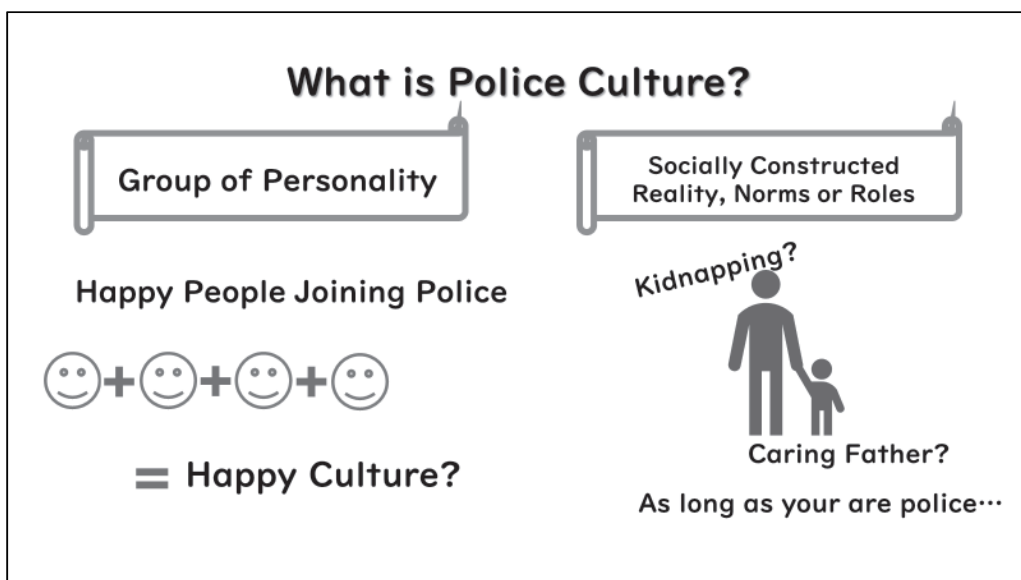 What is Police Culture?
Group of Personality
Happy People Joining Police
+ + +
= Happy Culture?
Socially Constructed
Reality, Norms or Roles
Kidnapping?
Caring Father?
As long as your are police…